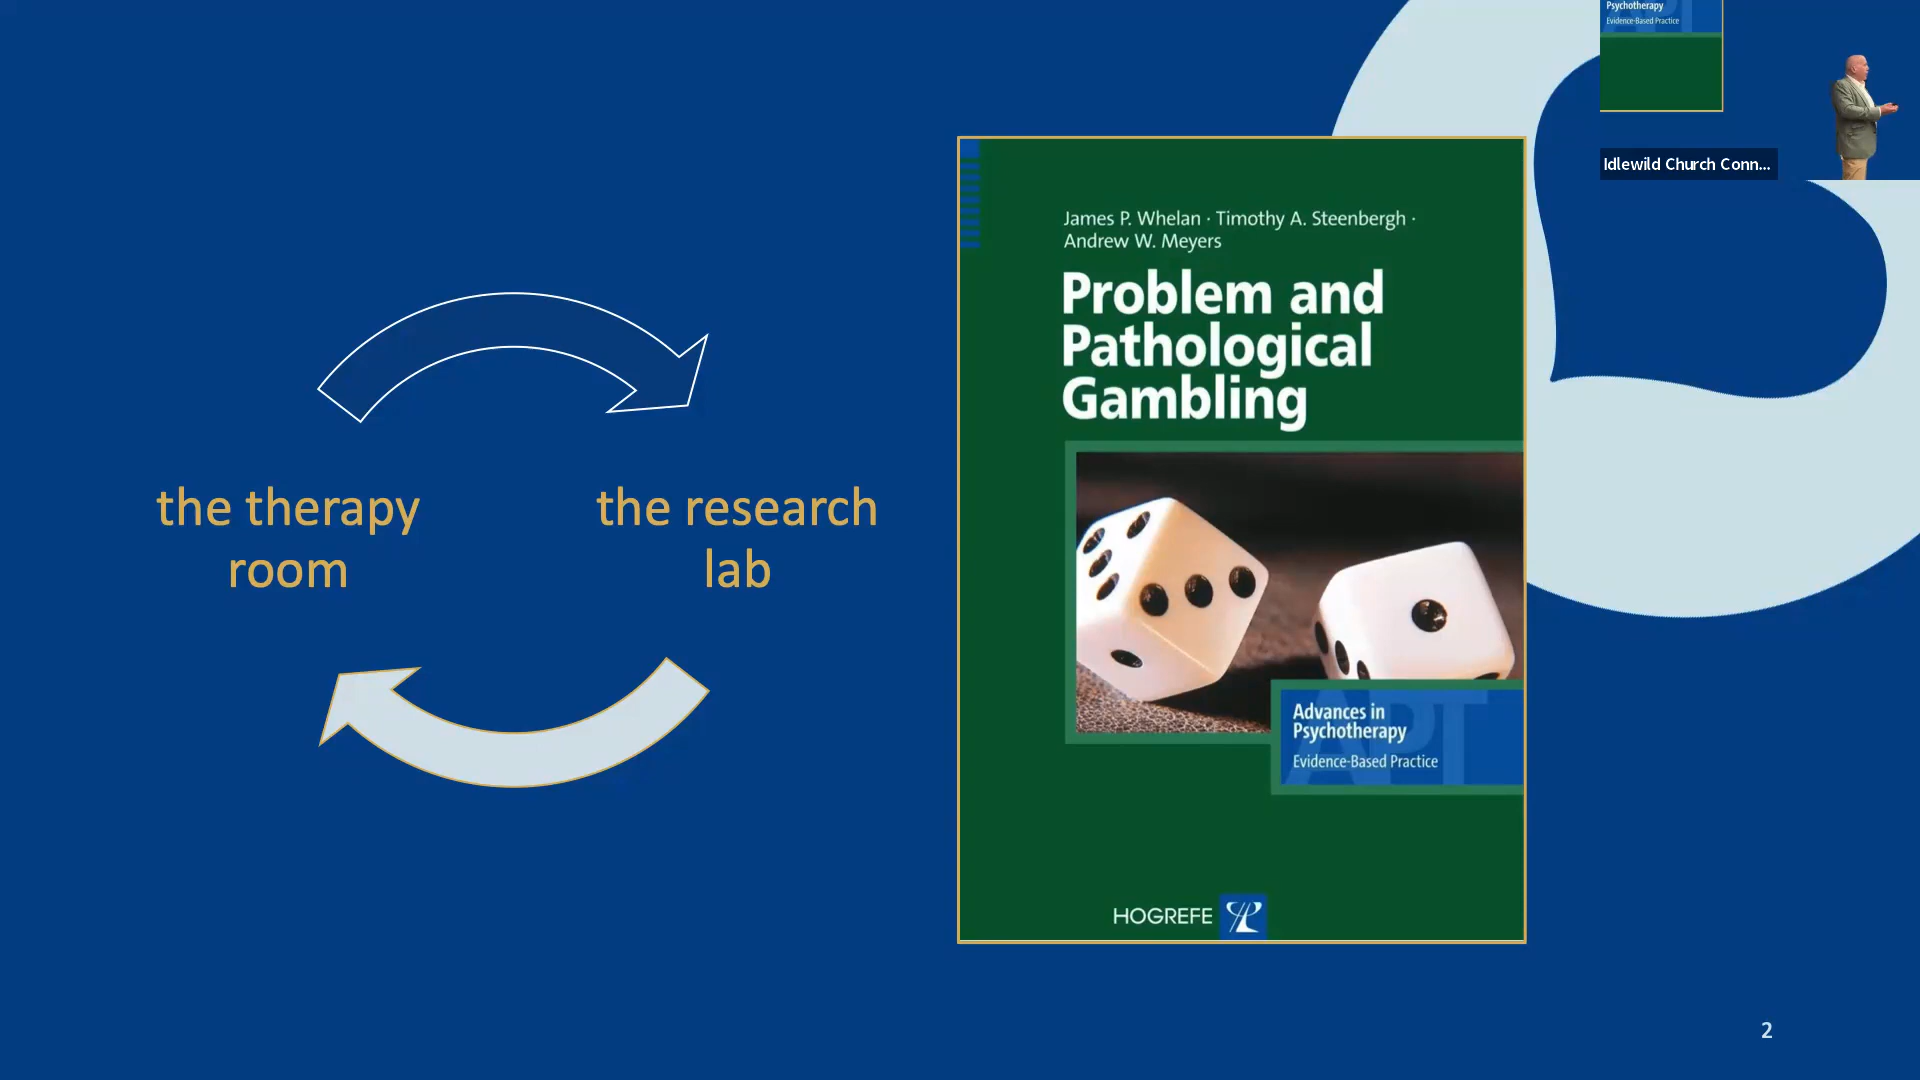 Psychotherapy
Evidence-Based Practice
Idlewild Church Conn...
the therapy
room
the research
lab
James P. Whelan · Timothy A. Steenbergh ·
Andrew W. Meyers
Problem and
Pathological
Gambling
APT
Advances in
Psychotherapy
Evidence-Based Practice
HOGREFE
2